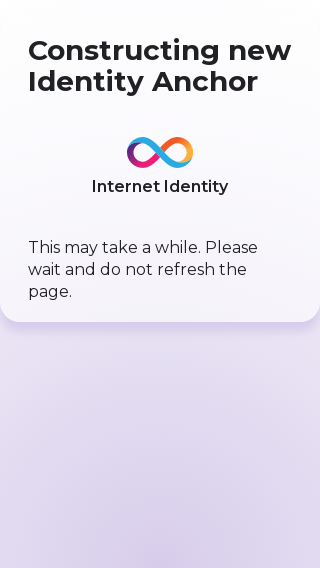 Constructing new
Identity Anchor
Internet Identity
This may take a while. Please
wait and do not refresh the
page.